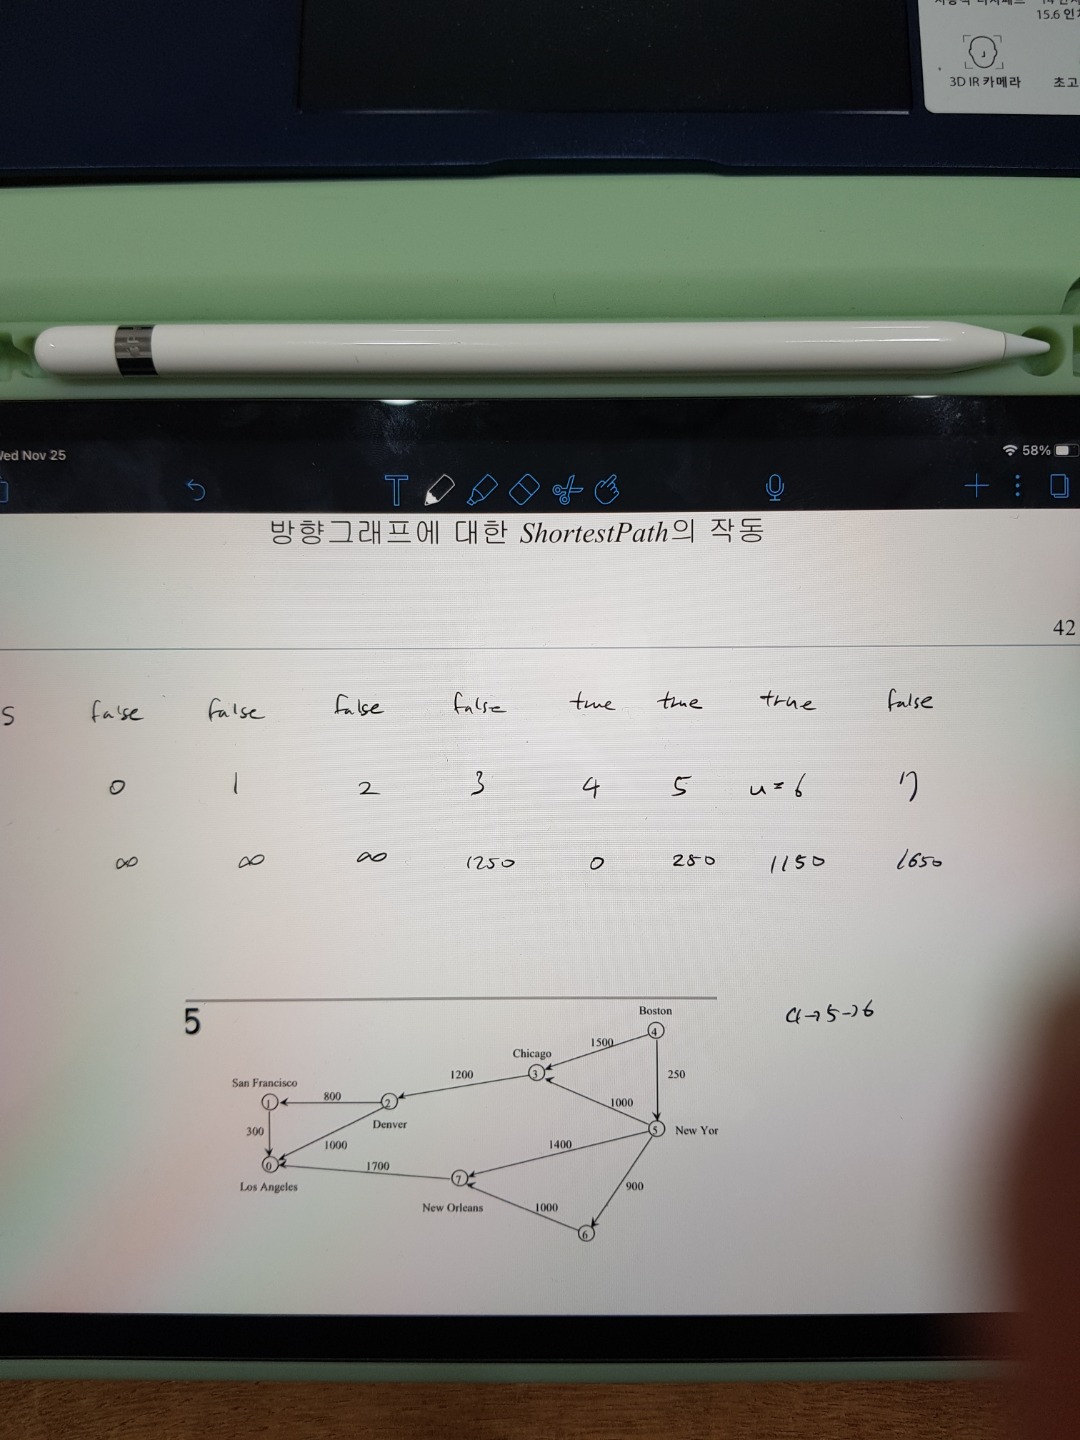 15.6 인
3D IR 카메라
초고
Wed Nov 25
58%
방향그래프에 대한 ShortestPath의 작동
42
S false false false false true true true false
0 1 2 3 4 5 u=6 7
∞ ∞ ∞ 1250 0 250 1150 1650
5
4→5→6
Boston
4
1500
Chicago
3
250
1200
San Francisco
800
1
2
1000
Denver
5
New Yor
300
1000
1400
0
1700
7
Los Angeles
900
New Orleans
1000
6